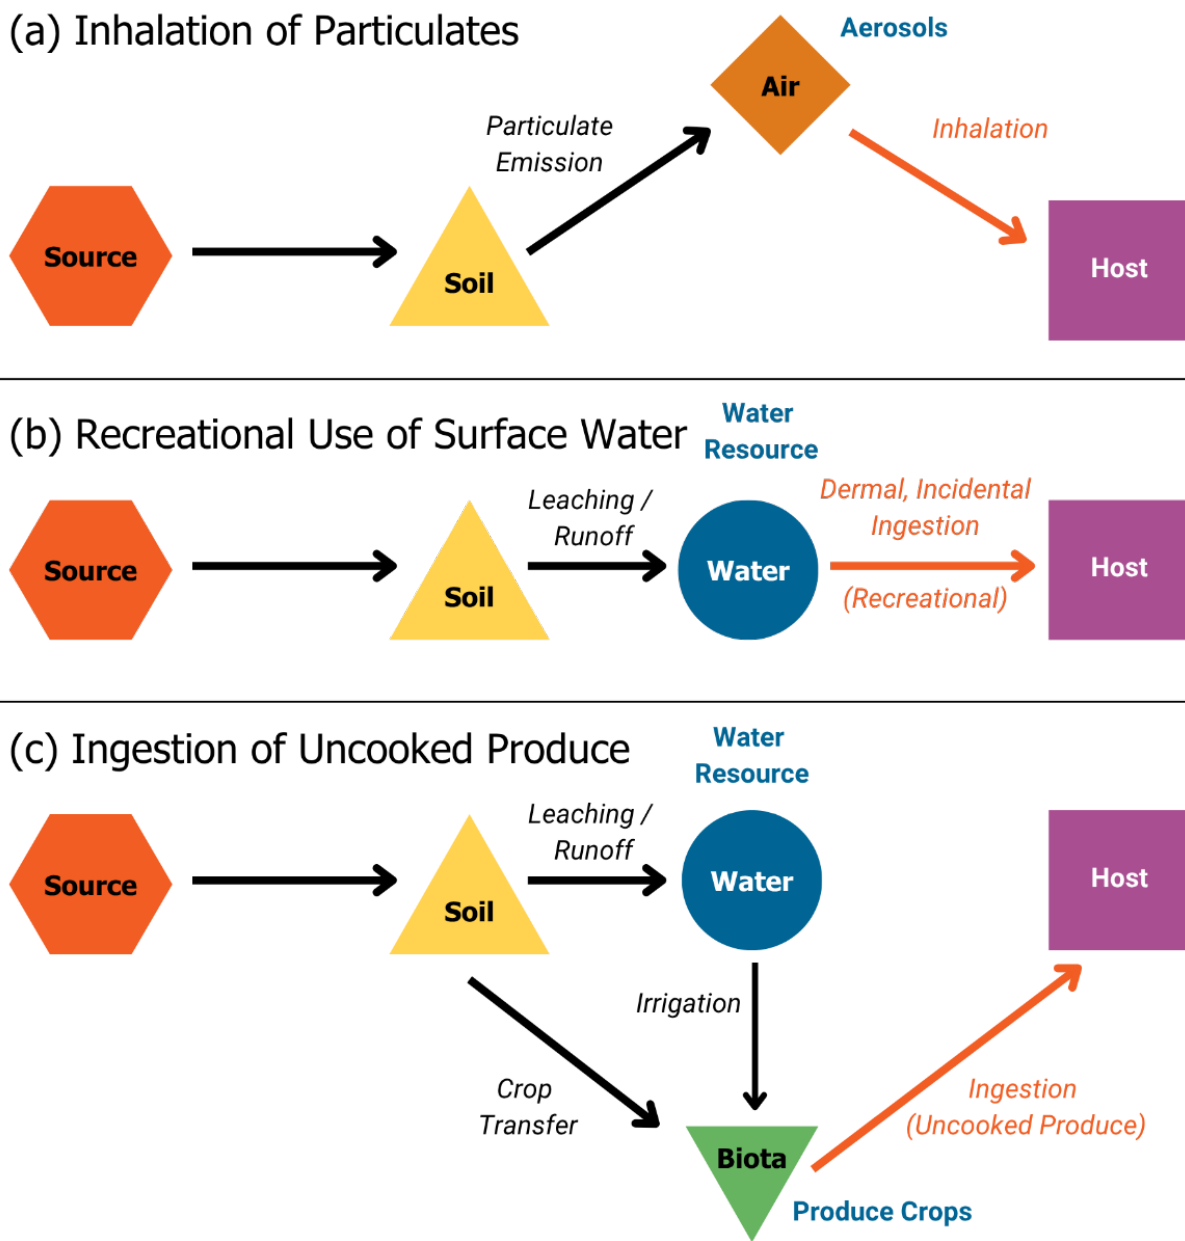 (a) Inhalation of Particulates
Aerosols
Air
Particulate
Emission
Inhalation
Source
Soil
Host
(b) Recreational Use of Surface Water
Water
Resource
Leaching /
Runoff
Dermal, Incidental
Ingestion
(Recreational)
Source
Soil
Water
Host
(c) Ingestion of Uncooked Produce
Water
Resource
Leaching /
Runoff
Source
Soil
Water
Host
Irrigation
Crop
Transfer
Ingestion
(Uncooked Produce)
Biota
Produce Crops